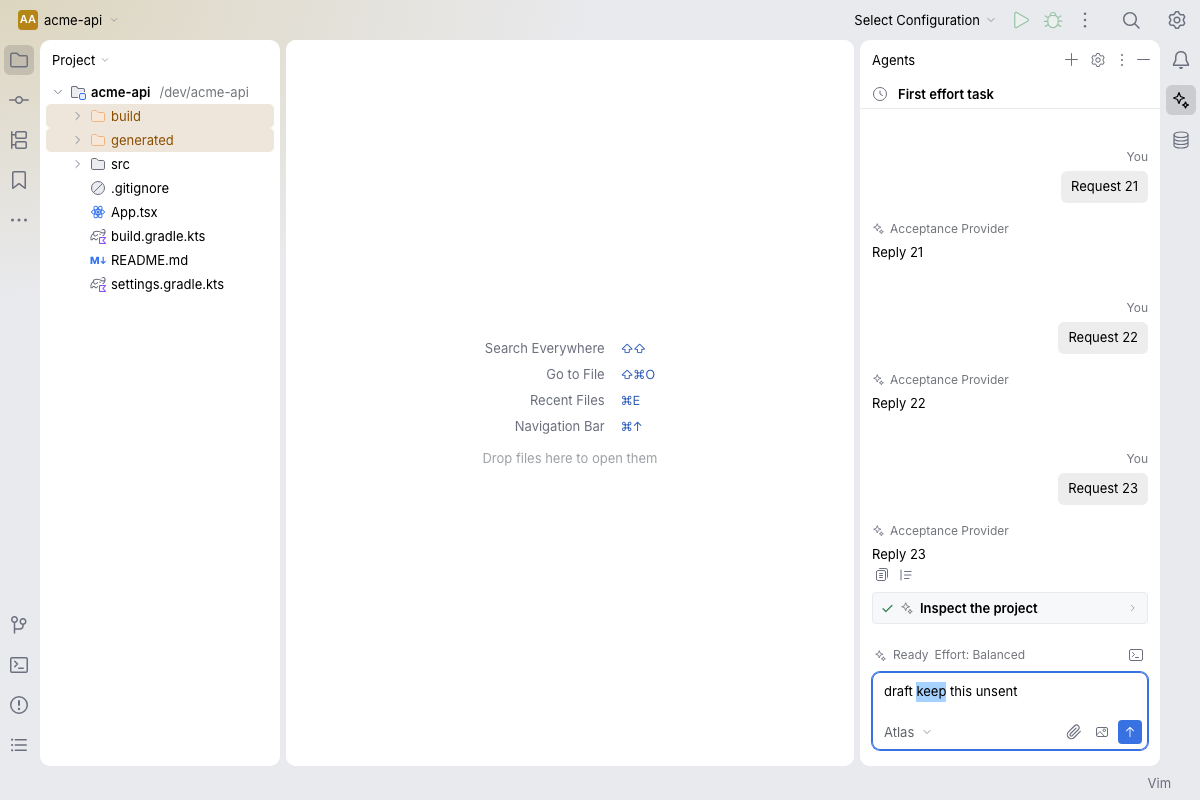 AA acme-api
Select Configuration
Project
acme-api /dev/acme-api
build
generated
src
.gitignore
App.tsx
build.gradle.kts
M↓ README.md
settings.gradle.kts
Search Everywhere ⇧⇧
Go to File ⇧⌘O
Recent Files ⌘E
Navigation Bar ⌘↑
Drop files here to open them
Agents
First effort task
You
Request 21
Acceptance Provider
Reply 21
You
Request 22
Acceptance Provider
Reply 22
You
Request 23
Acceptance Provider
Reply 23
Inspect the project
Ready Effort: Balanced
draft keep this unsent
Atlas
Vim